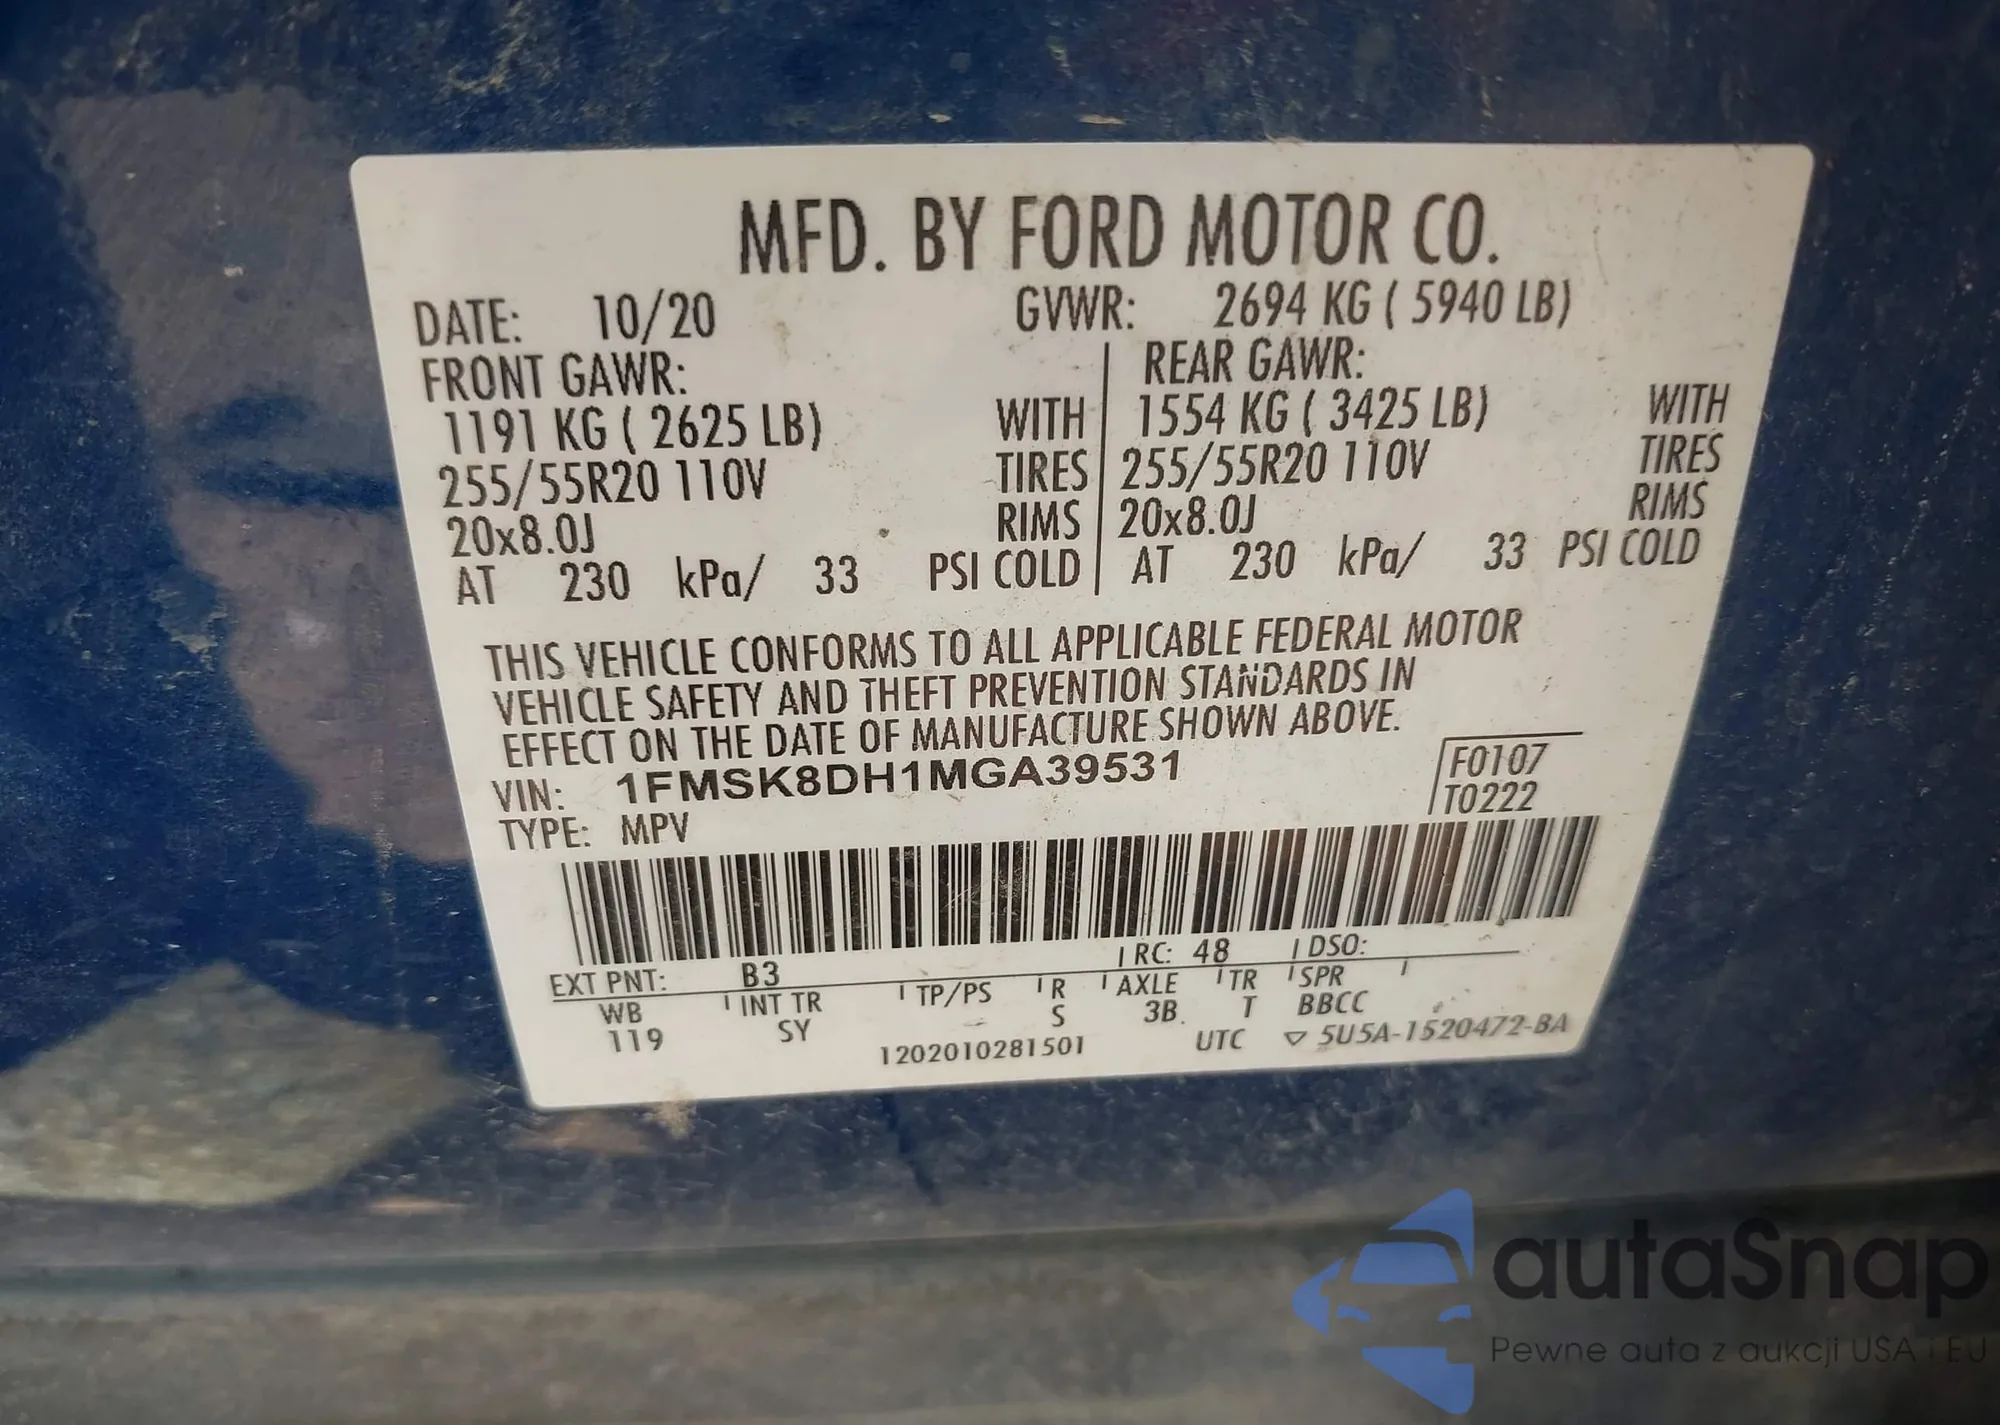 MFD. BY FORD MOTOR CO.
DATE: 10/20 GVWR: 2694 KG ( 5940 LB)
FRONT GAWR: REAR GAWR:
1191 KG ( 2625 LB) WITH 1554 KG ( 3425 LB) WITH
255/55R20 110V TIRES 255/55R20 110V TIRES
20x8.0J RIMS 20x8.0J RIMS
AT 230 kPa/ 33 PSI COLD AT 230 kPa/ 33 PSI COLD
THIS VEHICLE CONFORMS TO ALL APPLICABLE FEDERAL MOTOR
VEHICLE SAFETY AND THEFT PREVENTION STANDARDS IN
EFFECT ON THE DATE OF MANUFACTURE SHOWN ABOVE.
VIN: 1FMSK8DH1MGA39531 F0107
TYPE: MPV T0222
EXT PNT: B3 RC: 48 DSO:
WB INT TR TP/PS R AXLE TR SPR
119 SY S 3B T BBCC
1202010281501 UTC ▽ 5U5A-1520472-BA
autaSnap
Pewne auta z aukcji USA i EU